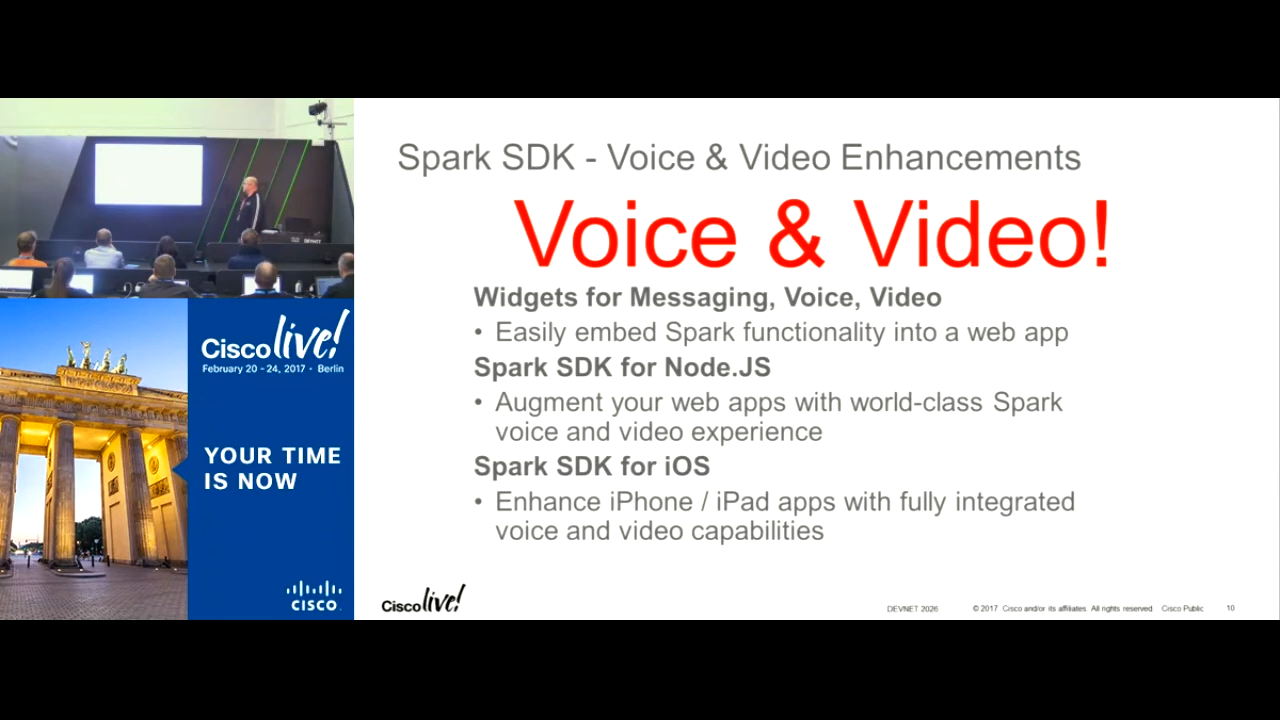 Spark SDK - Voice & Video Enhancements
Voice & Video!
Widgets for Messaging, Voice, Video
• Easily embed Spark functionality into a web app
Spark SDK for Node.JS
• Augment your web apps with world-class Spark
voice and video experience
Spark SDK for iOS
• Enhance iPhone / iPad apps with fully integrated
voice and video capabilities
Cisco live!
DEVNET 2026
© 2017 Cisco and/or its affiliates. All rights reserved. Cisco Public
10
DEVNET
Cisco live!
February 20 - 24, 2017 • Berlin
YOUR TIME
IS NOW
CISCO